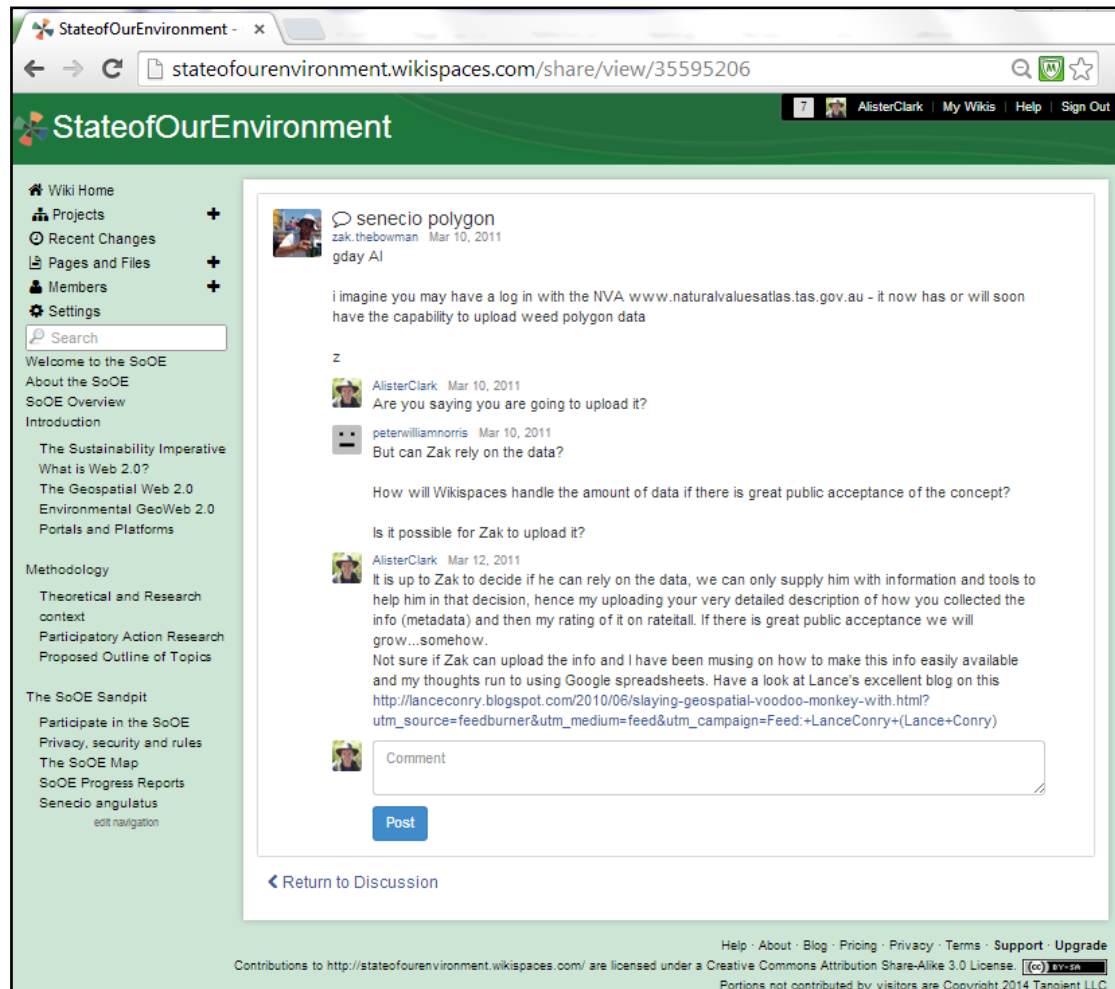 StateofOurEnvironment -
stateofourenvironment.wikispaces.com/share/view/35595206
7 AlisterClark | My Wikis | Help | Sign Out
StateofOurEnvironment
Wiki Home
Projects
Recent Changes
Pages and Files
Members
Settings
Search
Welcome to the SoOE
About the SoOE
SoOE Overview
Introduction
The Sustainability Imperative
What is Web 2.0?
The Geospatial Web 2.0
Environmental GeoWeb 2.0
Portals and Platforms
Methodology
Theoretical and Research
context
Participatory Action Research
Proposed Outline of Topics
The SoOE Sandpit
Participate in the SoOE
Privacy, security and rules
The SoOE Map
SoOE Progress Reports
Senecio angulatus
edit navigation
senecio polygon
zak.thebowman Mar 10, 2011
gday Al
i imagine you may have a log in with the NVA www.naturalvaluesatlas.tas.gov.au - it now has or will soon
have the capability to upload weed polygon data
z
AlisterClark Mar 10, 2011
Are you saying you are going to upload it?
peterwilliamnorris Mar 10, 2011
But can Zak rely on the data?
How will Wikispaces handle the amount of data if there is great public acceptance of the concept?
Is it possible for Zak to upload it?
AlisterClark Mar 12, 2011
It is up to Zak to decide if he can rely on the data, we can only supply him with information and tools to
help him in that decision, hence my uploading your very detailed description of how you collected the
info (metadata) and then my rating of it on rateitall. If there is great public acceptance we will
grow...somehow.
Not sure if Zak can upload the info and I have been musing on how to make this info easily available
and my thoughts run to using Google spreadsheets. Have a look at Lance's excellent blog on this
http://lanceconry.blogspot.com/2010/06/slaying-geospatial-voodoo-monkey-with.html?
utm_source=feedburner&utm_medium=feed&utm_campaign=Feed:+LanceConry+(Lance+Conry)
Comment
Post
Return to Discussion
Help · About · Blog · Pricing · Privacy · Terms · Support · Upgrade
Contributions to http://stateofourenvironment.wikispaces.com/ are licensed under a Creative Commons Attribution Share-Alike 3.0 License. (cc) BY-SA
Portions not contributed by visitors are Copyright 2014 Tangient LLC